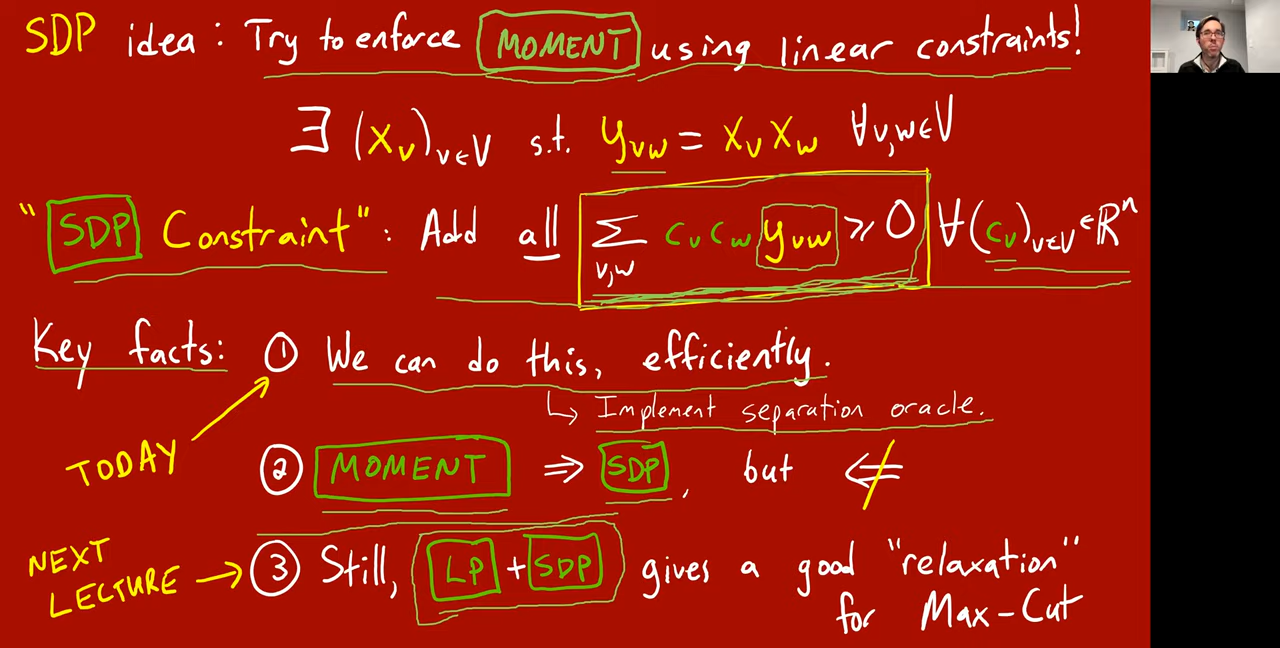 SDP idea: Try to enforce MOMENT using linear constraints!
∃ (x_v)_{v∈V} s.t. y_{vw} = x_v x_w ∀v,w∈V
"SDP Constraint": Add all ∑_{v,w} c_v c_w y_{vw} ≥ 0 ∀(c_v)_{v∈V} ∈ ℝⁿ
Key facts: ① We can do this, efficiently.
↳ Implement separation oracle.
TODAY
② MOMENT ⇒ SDP, but ⇍
NEXT LECTURE → ③ Still, LP + SDP gives a good "relaxation"
for Max-Cut